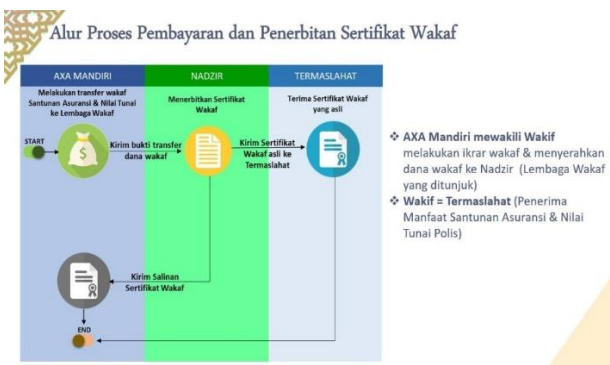 Alur Proses Pembayaran dan Penerbitan Sertifikat Wakaf
AXA MANDIRI
NADZIR
TERMASLAHAT
Melakukan transfer wakaf
Santunan Asuransi & Nilai Tunai
ke Lembaga Wakaf
Menerbitkan Sertifikat
Wakaf
Terima Sertifikat Wakaf
yang asli
START
$
Kirim bukti transfer
dana wakaf
Kirim Sertifikat
Wakaf asli ke
Termaslahat
Kirim Salinan
Sertifikat Wakaf
END
❖ AXA Mandiri mewakili Wakif
melakukan ikrar wakaf & menyerahkan
dana wakaf ke Nadzir (Lembaga Wakaf
yang ditunjuk)
❖ Wakif = Termaslahat (Penerima
Manfaat Santunan Asuransi & Nilai
Tunai Polis)